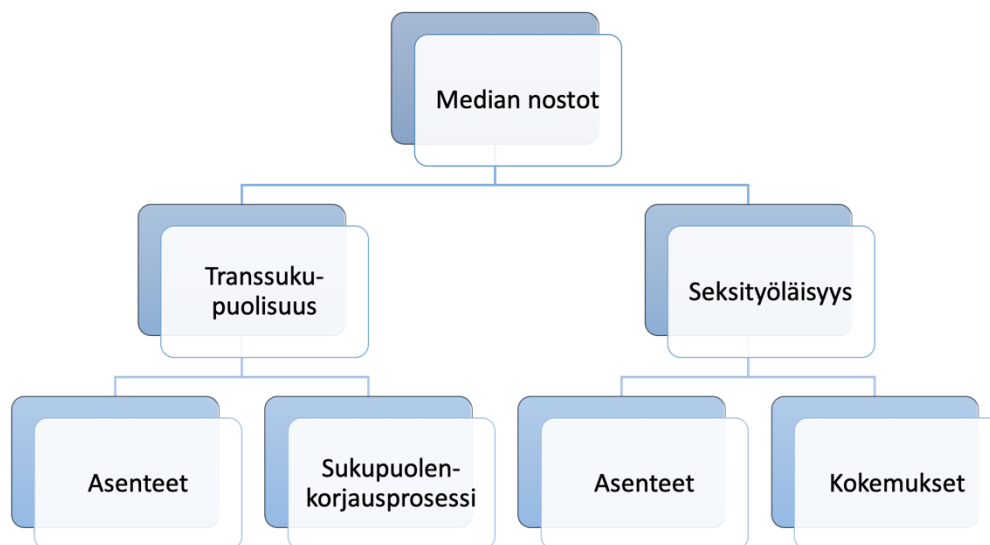 Median nostot
Transsuku-
puolisuus
Seksityöläisyys
Asenteet
Sukupuolen-
korjausprosessi
Asenteet
Kokemukset